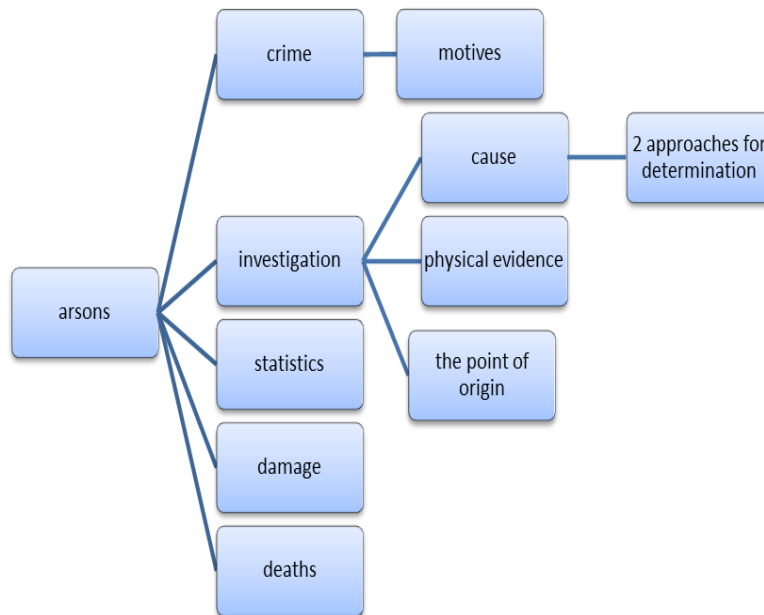 crime
motives
cause
2 approaches for
determination
investigation
physical evidence
arsons
statistics
the point of
origin
damage
deaths